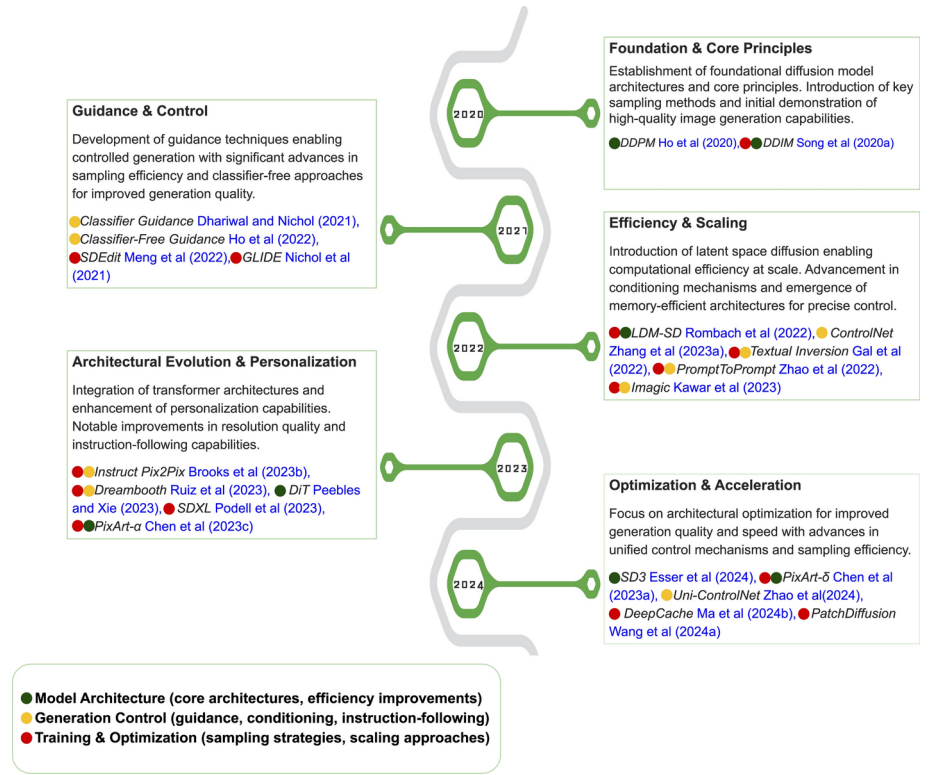 2020
Foundation & Core Principles
Establishment of foundational diffusion model
architectures and core principles. Introduction of key
sampling methods and initial demonstration of
high-quality image generation capabilities.
DDPM Ho et al (2020), DDIM Song et al (2020a)
Guidance & Control
Development of guidance techniques enabling
controlled generation with significant advances in
sampling efficiency and classifier-free approaches
for improved generation quality.
Classifier Guidance Dhariwal and Nichol (2021),
Classifier-Free Guidance Ho et al (2022),
SDEdit Meng et al (2022), GLIDE Nichol et al
(2021)
2021
2022
Efficiency & Scaling
Introduction of latent space diffusion enabling
computational efficiency at scale. Advancement in
conditioning mechanisms and emergence of
memory-efficient architectures for precise control.
LDM-SD Rombach et al (2022), ControlNet
Zhang et al (2023a), Textual Inversion Gal et al
(2022), PromptToPrompt Zhao et al (2022),
Imagic Kawar et al (2023)
Architectural Evolution & Personalization
Integration of transformer architectures and
enhancement of personalization capabilities.
Notable improvements in resolution quality and
instruction-following capabilities.
Instruct Pix2Pix Brooks et al (2023b),
Dreambooth Ruiz et al (2023), DiT Peebles
and Xie (2023), SDXL Podell et al (2023),
PixArt-α Chen et al (2023c)
2023
2024
Optimization & Acceleration
Focus on architectural optimization for improved
generation quality and speed with advances in
unified control mechanisms and sampling efficiency.
SD3 Esser et al (2024), PixArt-δ Chen et al
(2023a), Uni-ControlNet Zhao et al(2024),
DeepCache Ma et al (2024b), PatchDiffusion
Wang et al (2024a)
Model Architecture (core architectures, efficiency improvements)
Generation Control (guidance, conditioning, instruction-following)
Training & Optimization (sampling strategies, scaling approaches)